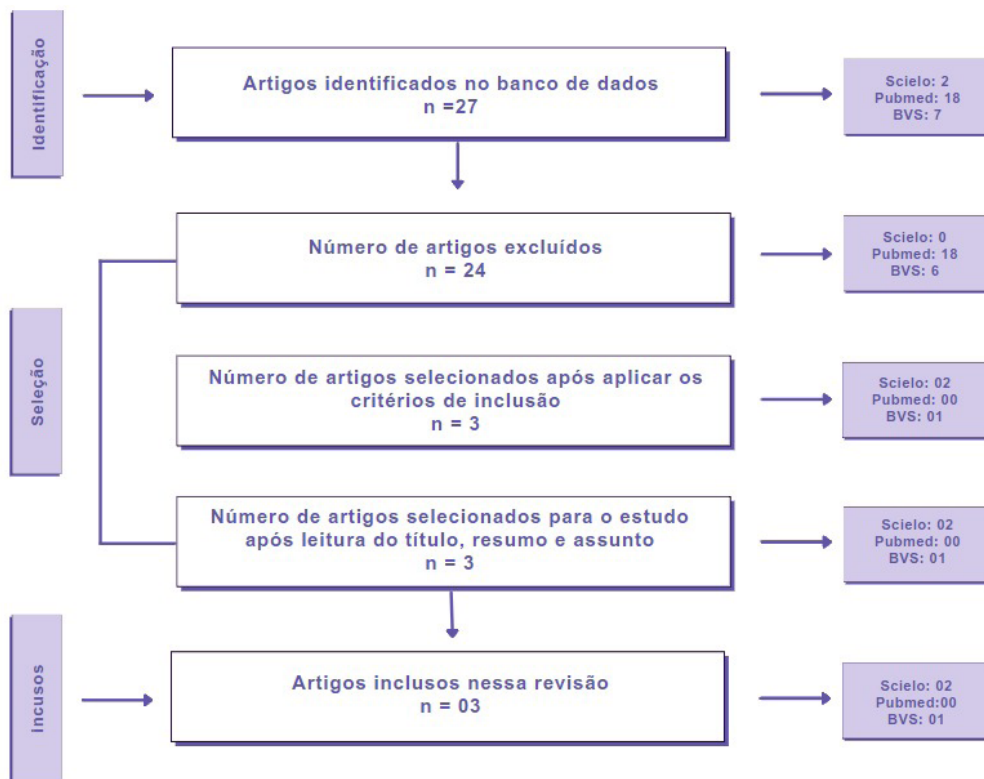 Identificação
Artigos identificados no banco de dados
n =27
Scielo: 2
Pubmed: 18
BVS: 7
Número de artigos excluídos
n = 24
Scielo: 0
Pubmed: 18
BVS: 6
Seleção
Número de artigos selecionados após aplicar os
critérios de inclusão
n = 3
Scielo: 02
Pubmed: 00
BVS: 01
Número de artigos selecionados para o estudo
após leitura do título, resumo e assunto
n = 3
Scielo: 02
Pubmed: 00
BVS: 01
Incusos
Artigos inclusos nessa revisão
n = 03
Scielo: 02
Pubmed:00
BVS: 01